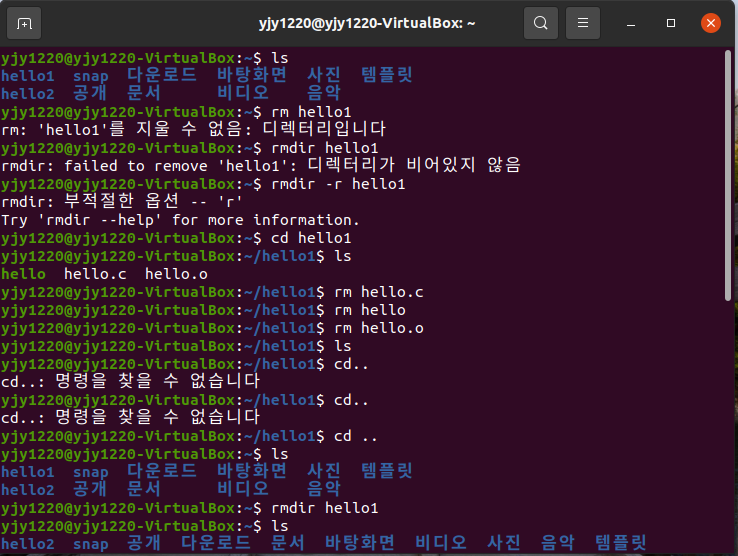 yjy1220@yjy1220-VirtualBox: ~
yjy1220@yjy1220-VirtualBox:~$ ls
hello1 snap 다운로드 바탕화면 사진 템플릿
hello2 공개 문서 비디오 음악
yjy1220@yjy1220-VirtualBox:~$ rm hello1
rm: 'hello1'를 지울 수 없음: 디렉터리입니다
yjy1220@yjy1220-VirtualBox:~$ rmdir hello1
rmdir: failed to remove 'hello1': 디렉터리가 비어있지 않음
yjy1220@yjy1220-VirtualBox:~$ rmdir -r hello1
rmdir: 부적절한 옵션 -- 'r'
Try 'rmdir --help' for more information.
yjy1220@yjy1220-VirtualBox:~$ cd hello1
yjy1220@yjy1220-VirtualBox:~/hello1$ ls
hello hello.c hello.o
yjy1220@yjy1220-VirtualBox:~/hello1$ rm hello.c
yjy1220@yjy1220-VirtualBox:~/hello1$ rm hello
yjy1220@yjy1220-VirtualBox:~/hello1$ rm hello.o
yjy1220@yjy1220-VirtualBox:~/hello1$ ls
yjy1220@yjy1220-VirtualBox:~/hello1$ cd..
cd..: 명령을 찾을 수 없습니다
yjy1220@yjy1220-VirtualBox:~/hello1$ cd..
cd..: 명령을 찾을 수 없습니다
yjy1220@yjy1220-VirtualBox:~/hello1$ cd ..
yjy1220@yjy1220-VirtualBox:~$ ls
hello1 snap 다운로드 바탕화면 사진 템플릿
hello2 공개 문서 비디오 음악
yjy1220@yjy1220-VirtualBox:~$ rmdir hello1
yjy1220@yjy1220-VirtualBox:~$ ls
hello2 snap 공개 다운로드 문서 바탕화면 비디오 사진 음악 템플릿